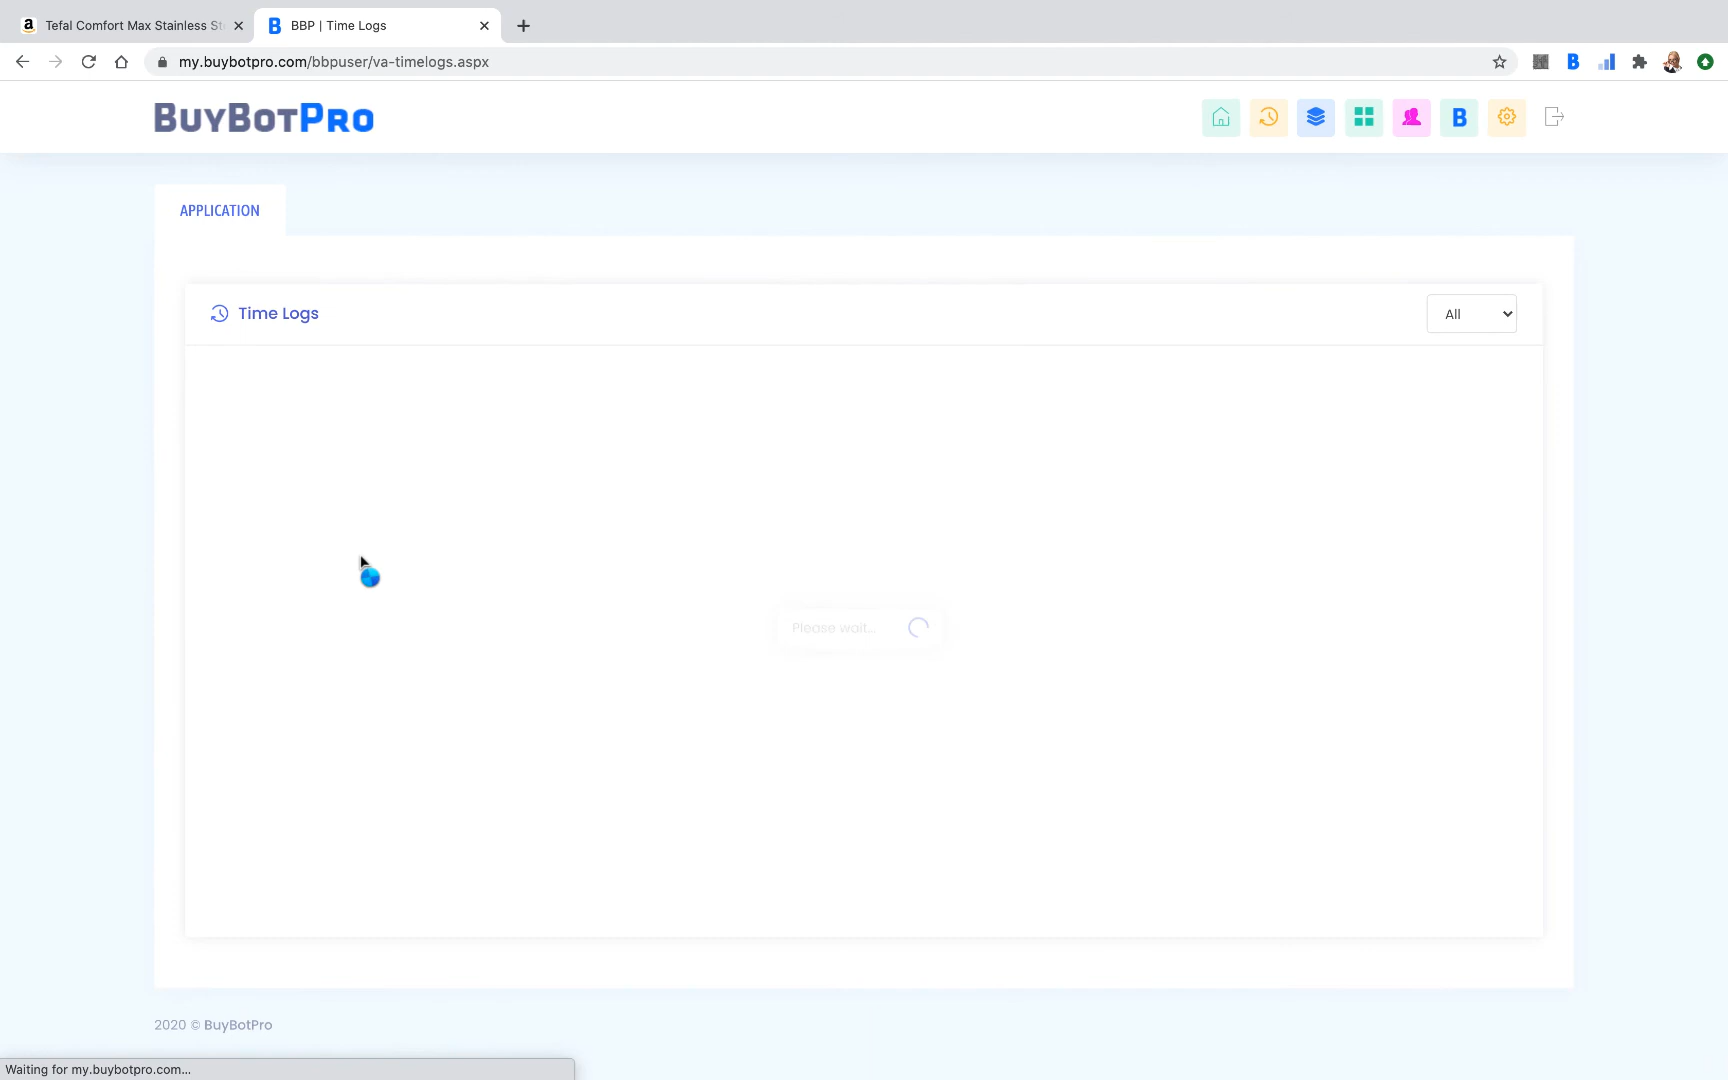 Tefal Comfort Max Stainless St
BBP | Time Logs
my.buybotpro.com/bbpuser/va-timelogs.aspx
BUYBOTPRO
APPLICATION
Time Logs
All
Please wait...
2020 © BuyBotPro
Waiting for my.buybotpro.com...